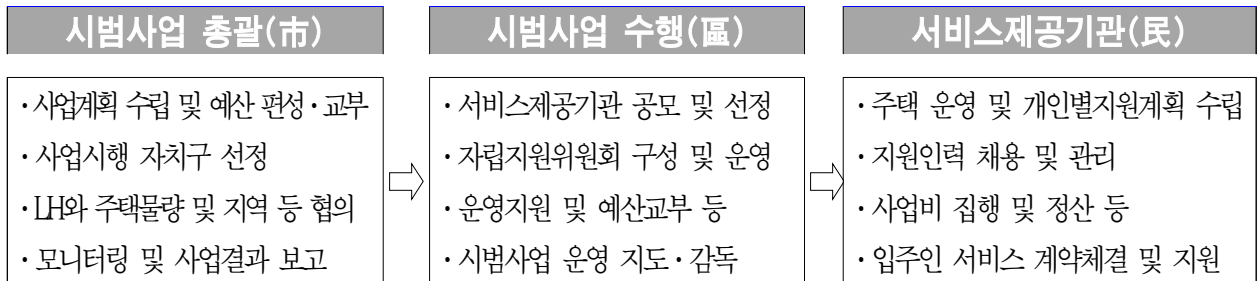 시범사업 총괄(市)
· 사업계획 수립 및 예산 편성 · 교부
· 사업시행 자치구 선정
· LH와 주택물량 및 지역 등 협의
· 모니터링 및 사업결과 보고
시범사업 수행(區)
· 서비스제공기관 공모 및 선정
· 자립지원위원회 구성 및 운영
· 운영지원 및 예산교부 등
· 시범사업 운영 지도 · 감독
서비스제공기관(民)
· 주택 운영 및 개인별지원계획 수립
· 지원인력 채용 및 관리
· 사업비 집행 및 정산 등
· 입주인 서비스 계약체결 및 지원